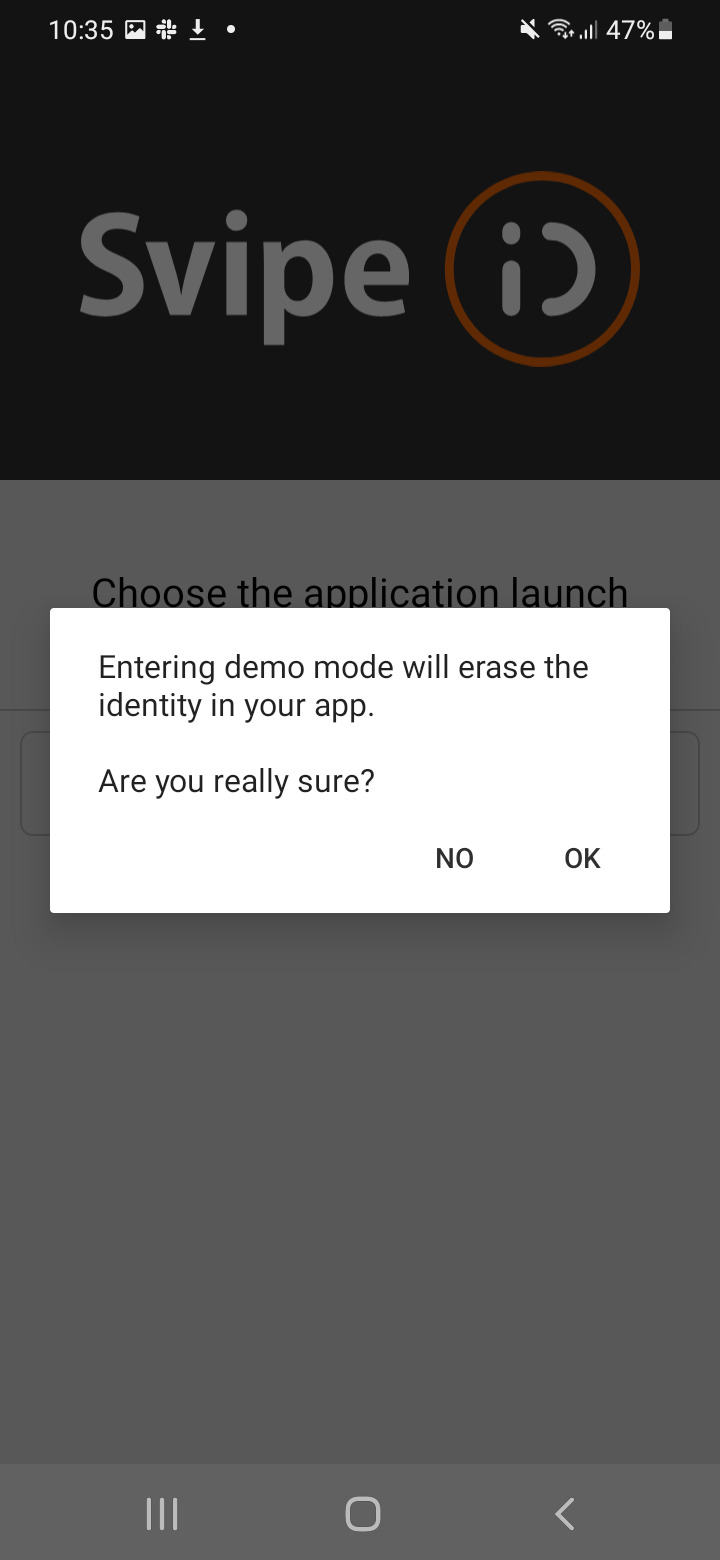 10:35
47%
Svipe iD
Choose the application launch
Entering demo mode will erase the
identity in your app.
Are you really sure?
NO OK